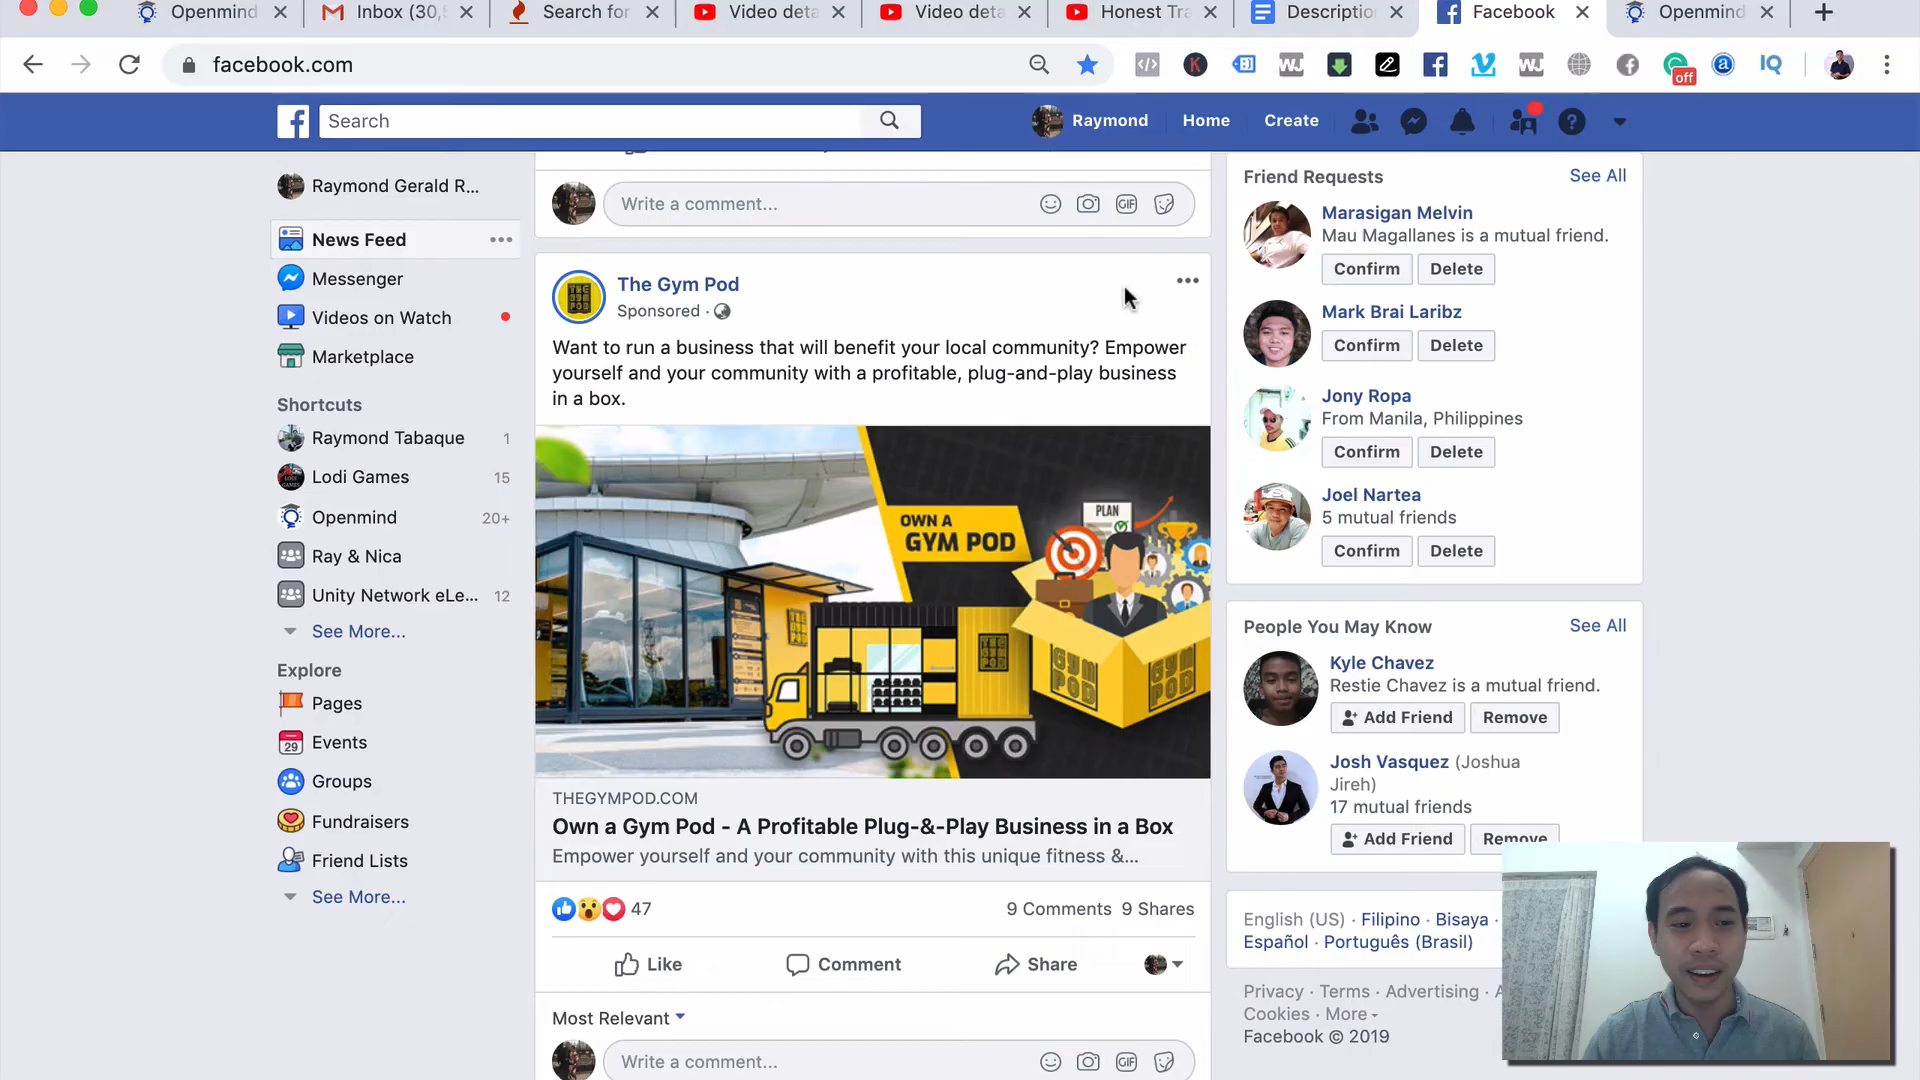 Openmind
Inbox (30,
Search for
Video deta
Video deta
Honest Tra
Descriptio
Facebook
Openmind
facebook.com
off
IQ
Search
Raymond
Home
Create
Raymond Gerald R...
News Feed
Messenger
Videos on Watch
Marketplace
Shortcuts
Raymond Tabaque 1
Lodi Games 15
Openmind 20+
Ray & Nica
Unity Network eLe... 12
See More...
Explore
Pages
Events
Groups
Fundraisers
Friend Lists
See More...
Write a comment...
GIF
The Gym Pod
Sponsored ·
Want to run a business that will benefit your local community? Empower
yourself and your community with a profitable, plug-and-play business
in a box.
OWN A
GYM POD
PLAN
GYM
POD
GYM
POD
THEGYMPOD.COM
Own a Gym Pod - A Profitable Plug-&-Play Business in a Box
Empower yourself and your community with this unique fitness &...
47
9 Comments 9 Shares
Like
Comment
Share
Most Relevant
Write a comment...
GIF
Friend Requests
See All
Marasigan Melvin
Mau Magallanes is a mutual friend.
Confirm Delete
Mark Brai Laribz
Confirm Delete
Jony Ropa
From Manila, Philippines
Confirm Delete
Joel Nartea
5 mutual friends
Confirm Delete
People You May Know
See All
Kyle Chavez
Restie Chavez is a mutual friend.
Add Friend Remove
Josh Vasquez (Joshua
Jireh)
17 mutual friends
Add Friend Remove
English (US) · Filipino · Bisaya ·
Español · Português (Brasil)
Privacy · Terms · Advertising ·
Cookies · More
Facebook © 2019